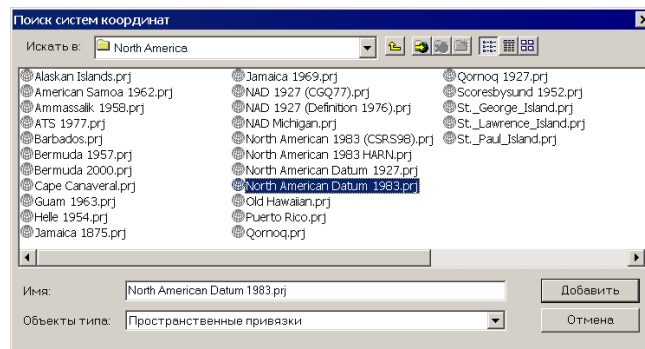 Поиск систем координат
Искать в: North America
Alaskan Islands.prj
American Samoa 1962.prj
Ammassalik 1958.prj
ATS 1977.prj
Barbados.prj
Bermuda 1957.prj
Bermuda 2000.prj
Cape Canaveral.prj
Guam 1963.prj
Helle 1954.prj
Jamaica 1875.prj
Jamaica 1969.prj
NAD 1927 (CGQ77).prj
NAD 1927 (Definition 1976).prj
NAD Michigan.prj
North American 1983 (CSRS98).prj
North American 1983 HARN.prj
North American Datum 1927.prj
North American Datum 1983.prj
Old Hawaiian.prj
Puerto Rico.prj
Qornoq.prj
Qornoq 1927.prj
Scoresbysund 1952.prj
St._George_Island.prj
St._Lawrence_Island.prj
St._Paul_Island.prj
Имя: North American Datum 1983.prj Добавить
Объекты типа: Пространственные привязки Отмена